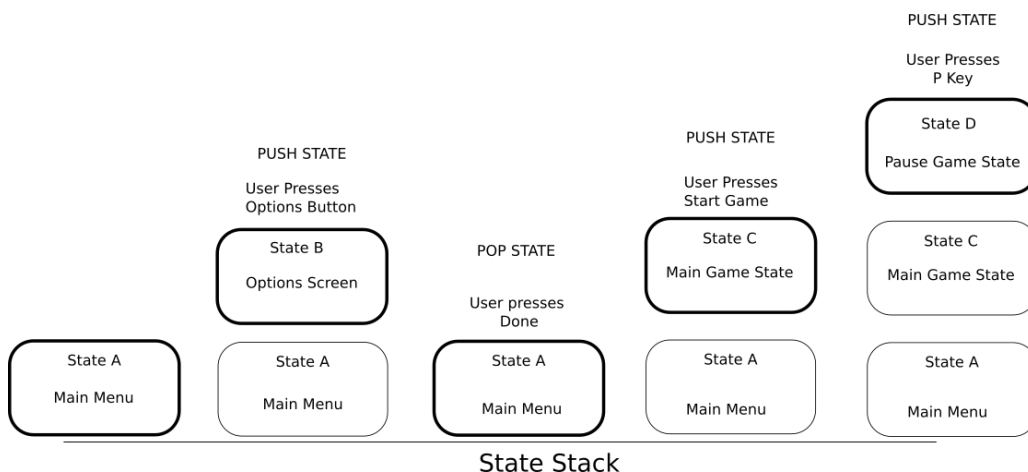 State A
Main Menu
PUSH STATE
User Presses
Options Button
State B
Options Screen
State A
Main Menu
POP STATE
User presses
Done
State A
Main Menu
PUSH STATE
User Presses
Start Game
State C
Main Game State
State A
Main Menu
PUSH STATE
User Presses
P Key
State D
Pause Game State
State C
Main Game State
State A
Main Menu
State Stack